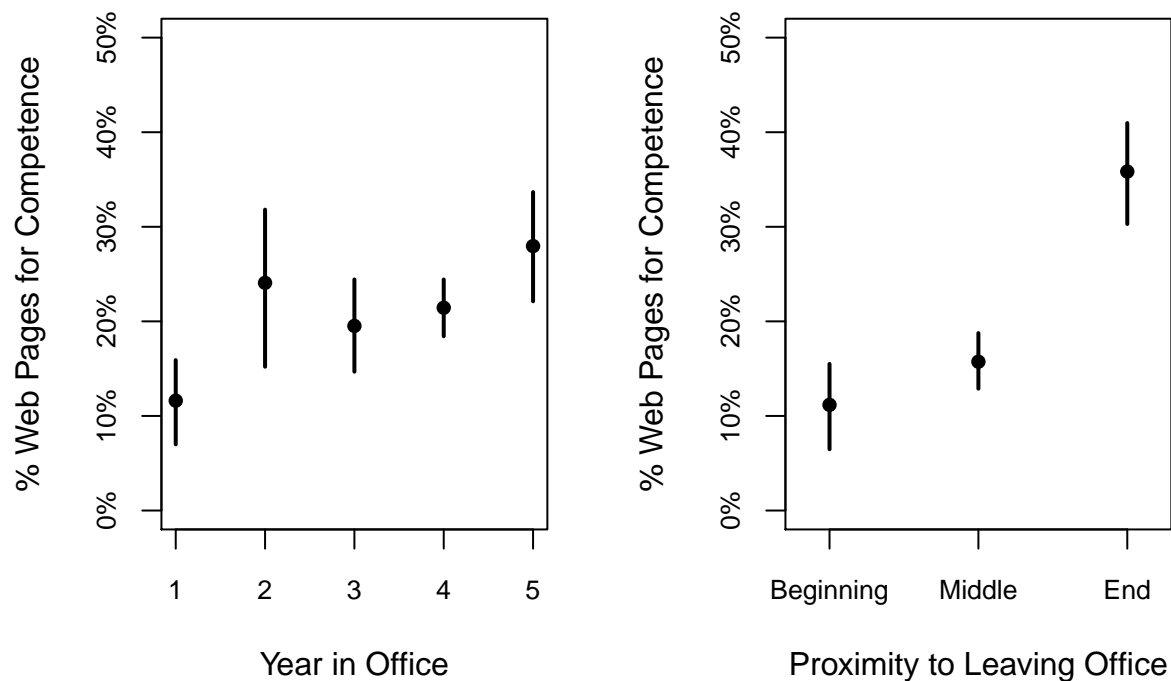 % Web Pages for Competence
50%
40%
30%
20%
10%
0%
1 2 3 4 5
Year in Office
% Web Pages for Competence
50%
40%
30%
20%
10%
0%
Beginning Middle End
Proximity to Leaving Office